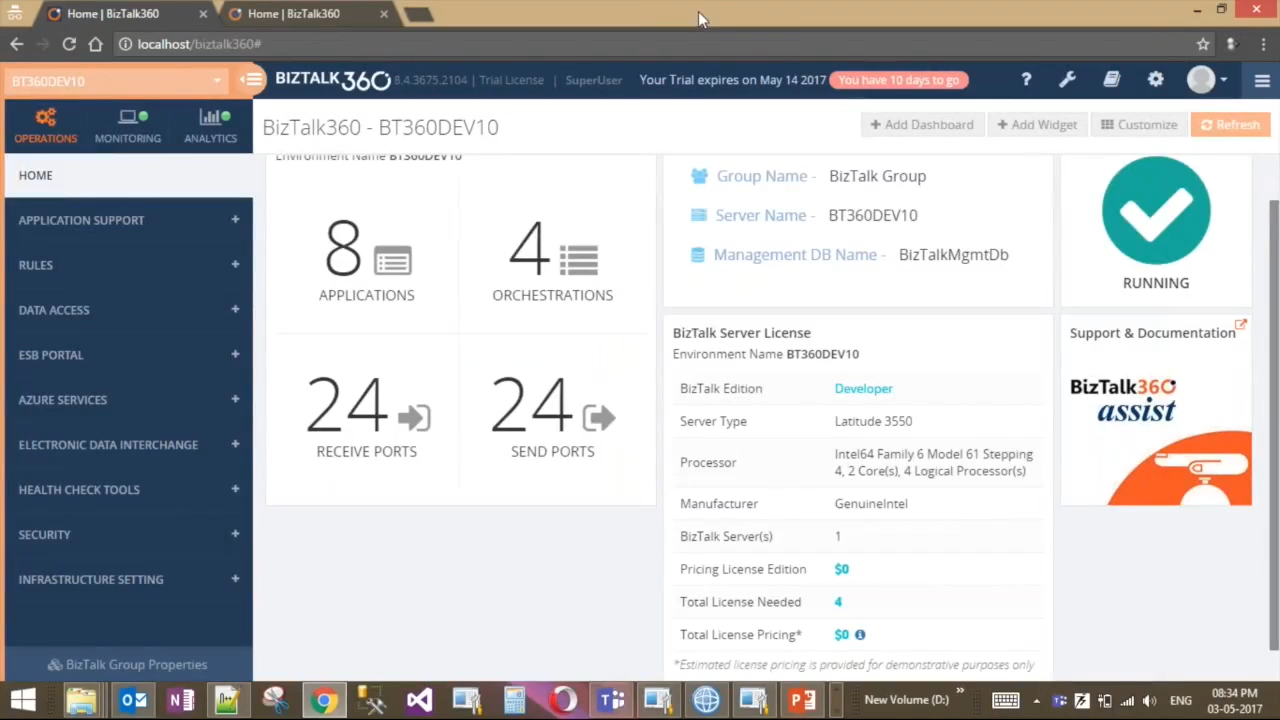 Home | BizTalk360
Home | BizTalk360
localhost/biztalk360#
BT360DEV10
BIZTALK360 8.4.3675.2104 | Trial License | SuperUser Your Trial expires on May 14 2017 You have 10 days to go
OPERATIONS MONITORING ANALYTICS
BizTalk360 - BT360DEV10
Add Dashboard Add Widget Customize Refresh
HOME
APPLICATION SUPPORT
RULES
DATA ACCESS
ESB PORTAL
AZURE SERVICES
ELECTRONIC DATA INTERCHANGE
HEALTH CHECK TOOLS
SECURITY
INFRASTRUCTURE SETTING
BizTalk Group Properties
Environment Name BT360DEV10
8
APPLICATIONS
4
ORCHESTRATIONS
24
RECEIVE PORTS
24
SEND PORTS
Group Name - BizTalk Group
Server Name - BT360DEV10
Management DB Name - BizTalkMgmtDb
RUNNING
BizTalk Server License
Environment Name BT360DEV10
BizTalk Edition Developer
Server Type Latitude 3550
Processor Intel64 Family 6 Model 61 Stepping
4, 2 Core(s), 4 Logical Processor(s)
Manufacturer GenuineIntel
BizTalk Server(s) 1
Pricing License Edition $0
Total License Needed 4
Total License Pricing* $0
*Estimated license pricing is provided for demonstrative purposes only
Support & Documentation
BizTalk360
assist
New Volume (D:)
ENG
08:34 PM
03-05-2017